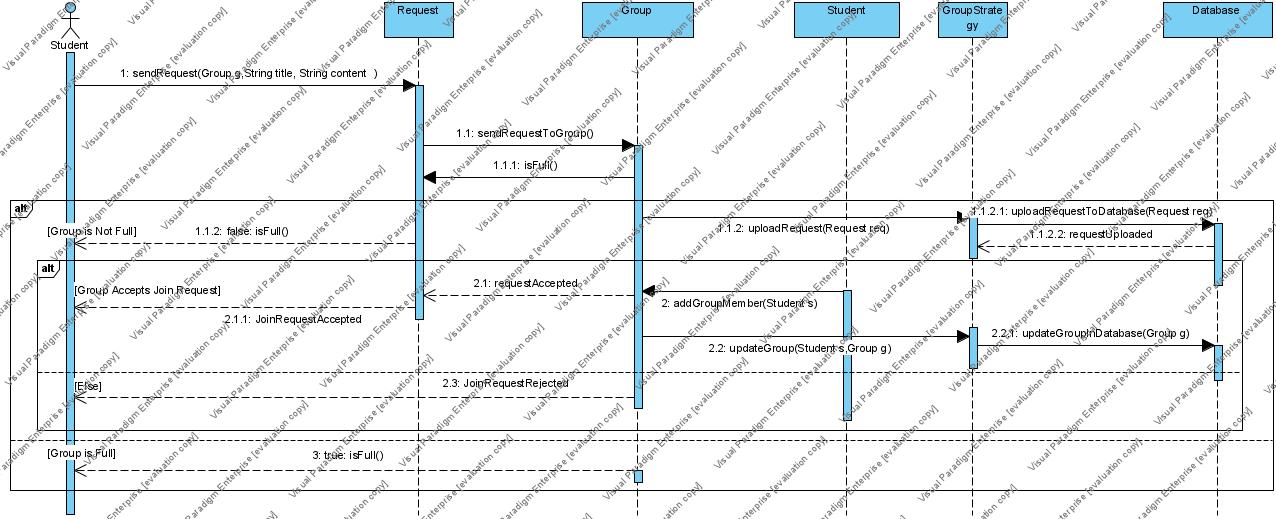 Student
Request
Group
Student
GroupStrate
gy
Database
1: sendRequest(Group g,String title, String content  )
1.1: sendRequestToGroup()
1.1.1: isFull()
alt
[Group is Not Full]
1.1.2: false: isFull()
1.1.2: uploadRequest(Request req)
1.1.2.1: uploadRequestToDatabase(Request req)
1.1.2.2: requestUploaded
alt
[Group Accepts Join Request]
2.1: requestAccepted
2: addGroupMember(Student s)
2.1.1: JoinRequestAccepted
2.2: updateGroup(Student s,Group g)
2.2.1: updateGroupInDatabase(Group g)
[Else]
2.3: JoinRequestRejected
[Group is Full]
3: true: isFull()
Visual Paradigm Enterprise [evaluation copy]